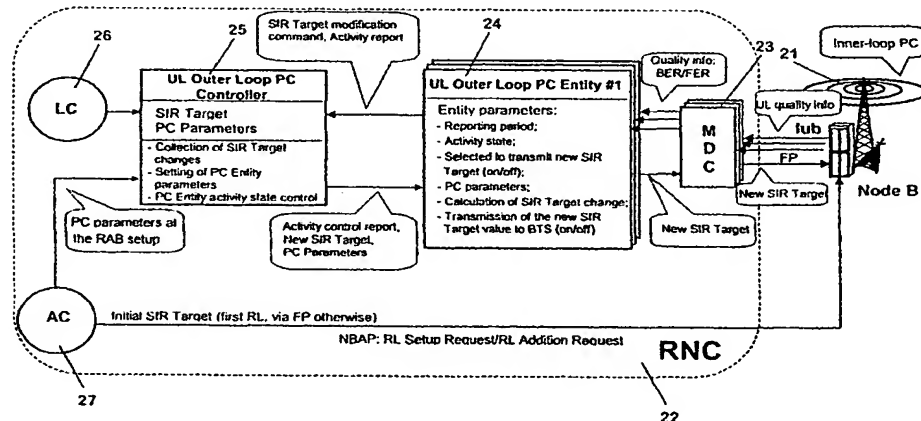 26
LC
25
UL Outer Loop PC
Controller
SIR Target
PC Parameters
- Collection of SIR Target
changes
- Setting of PC Entity
parameters
- PC Entity activity state control
SIR Target modification
command, Activity report
24
UL Outer Loop PC Entity #1
Entity parameters:
- Reporting period;
- Activity state;
- Selected to transmit new SIR
Target (on/off);
- PC parameters;
- Calculation of SIR Target change;
- Transmission of the new SIR
Target value to BTS (on/off)
Quality info:
BER/FER
23
M
D
C
21
Inner-loop PC
UL quality info
Iub
FP
New SIR Target
Node B
New SIR Target
PC parameters at
the RAB setup
Activity control report,
New SIR Target,
PC Parameters
AC
Initial SIR Target (first RL, via FP otherwise)
NBAP: RL Setup Request/RL Addition Request
RNC
27
22